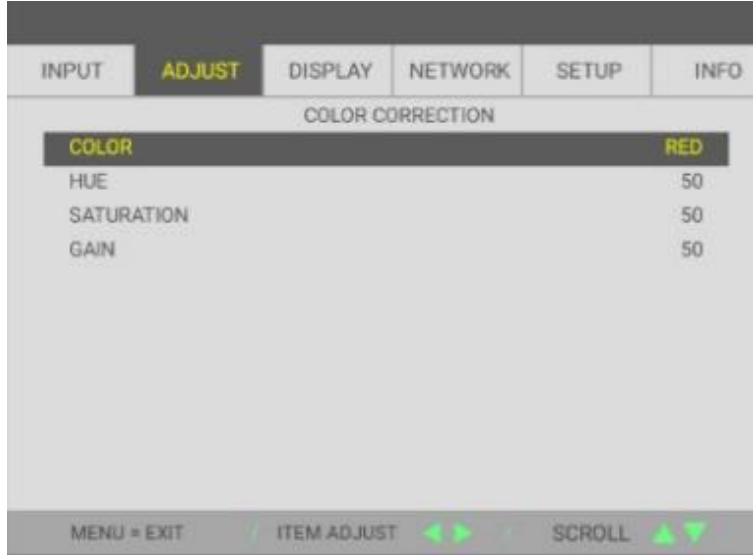 INPUT ADJUST DISPLAY NETWORK SETUP INFO
COLOR CORRECTION
COLOR RED
HUE 50
SATURATION 50
GAIN 50
MENU = EXIT / ITEM ADJUST ◀ ▶ / SCROLL ▲ ▼